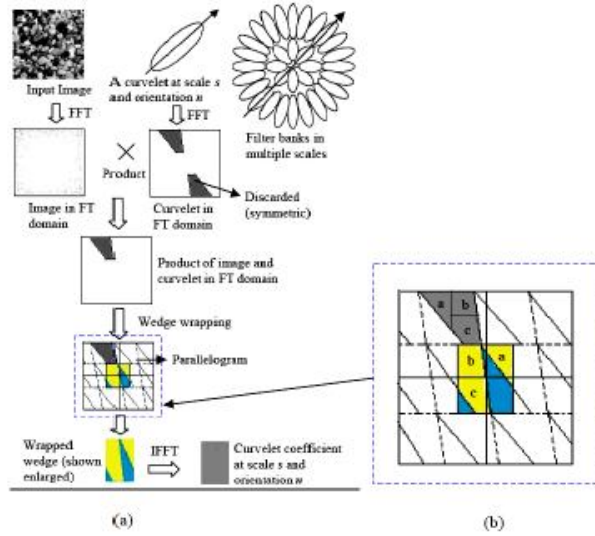 Input Image
A curvelet at scale s
and orientation n
FFT
FFT
Filter banks in
multiple scales
Product
Image in FT
domain
Curvelet in
FT domain
Discarded
(symmetric)
Product of image and
curvelet in FT domain
Wedge wrapping
Parallelogram
Wrapped
wedge (shown
enlarged)
IFFT
Curvelet coefficient
at scale s and
orientation n
a
b
c
b
a
c
(a)
(b)